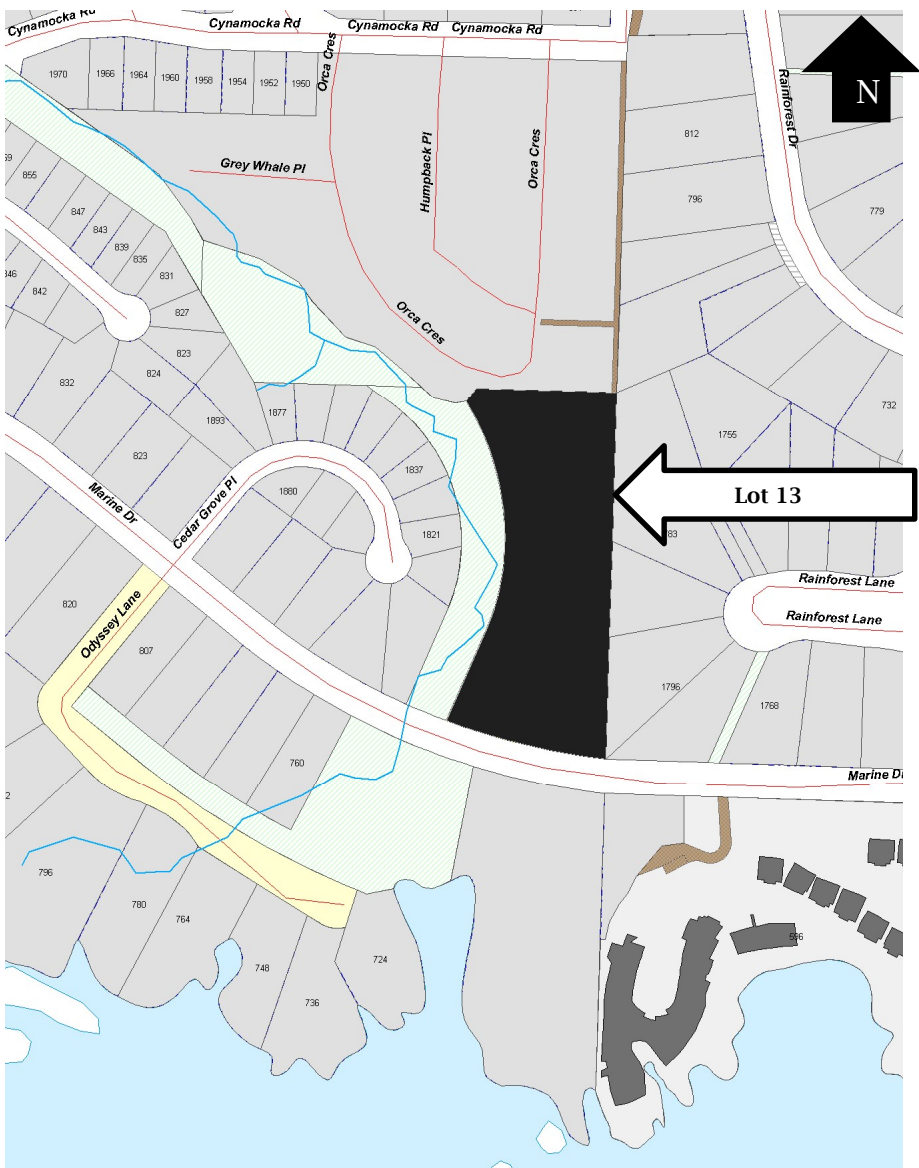 Cynamocka Rd
Cynamocka Rd
Cynamocka Rd
N
1970
1966
1964
1960
1958
1954
1952
1950
Orca Cres
Humpback Pl
Orca Cres
Rainforest Dr
812
Grey Whale Pl
796
779
855
847
843
839
835
831
846
842
827
Orca Cres
823
824
832
732
1877
1893
1755
823
1837
Marine Dr
Cedar Grove Pl
1880
Lot 13
1821
Rainforest Lane
820
Odyssey Lane
Rainforest Lane
807
1796
1768
760
Marine Dr
2
796
780
764
724
748
736
596